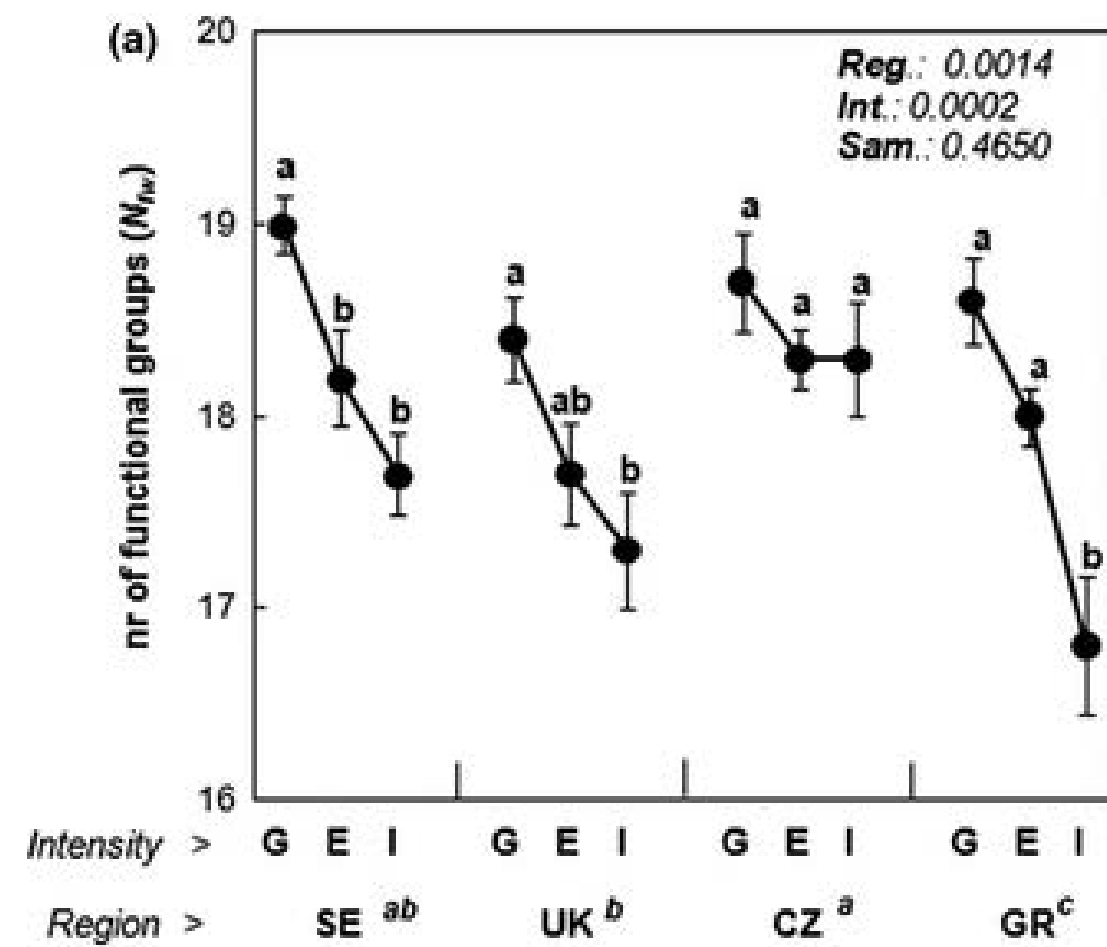 (a)
20
Reg.: 0.0014
Int.: 0.0002
Sam.: 0.4650
nr of functional groups (Nfw)
19
18
17
16
a b b
a ab b
a a a
a a b
Intensity > G E I G E I G E I G E I
Region > SE ab UK b CZ a GR c